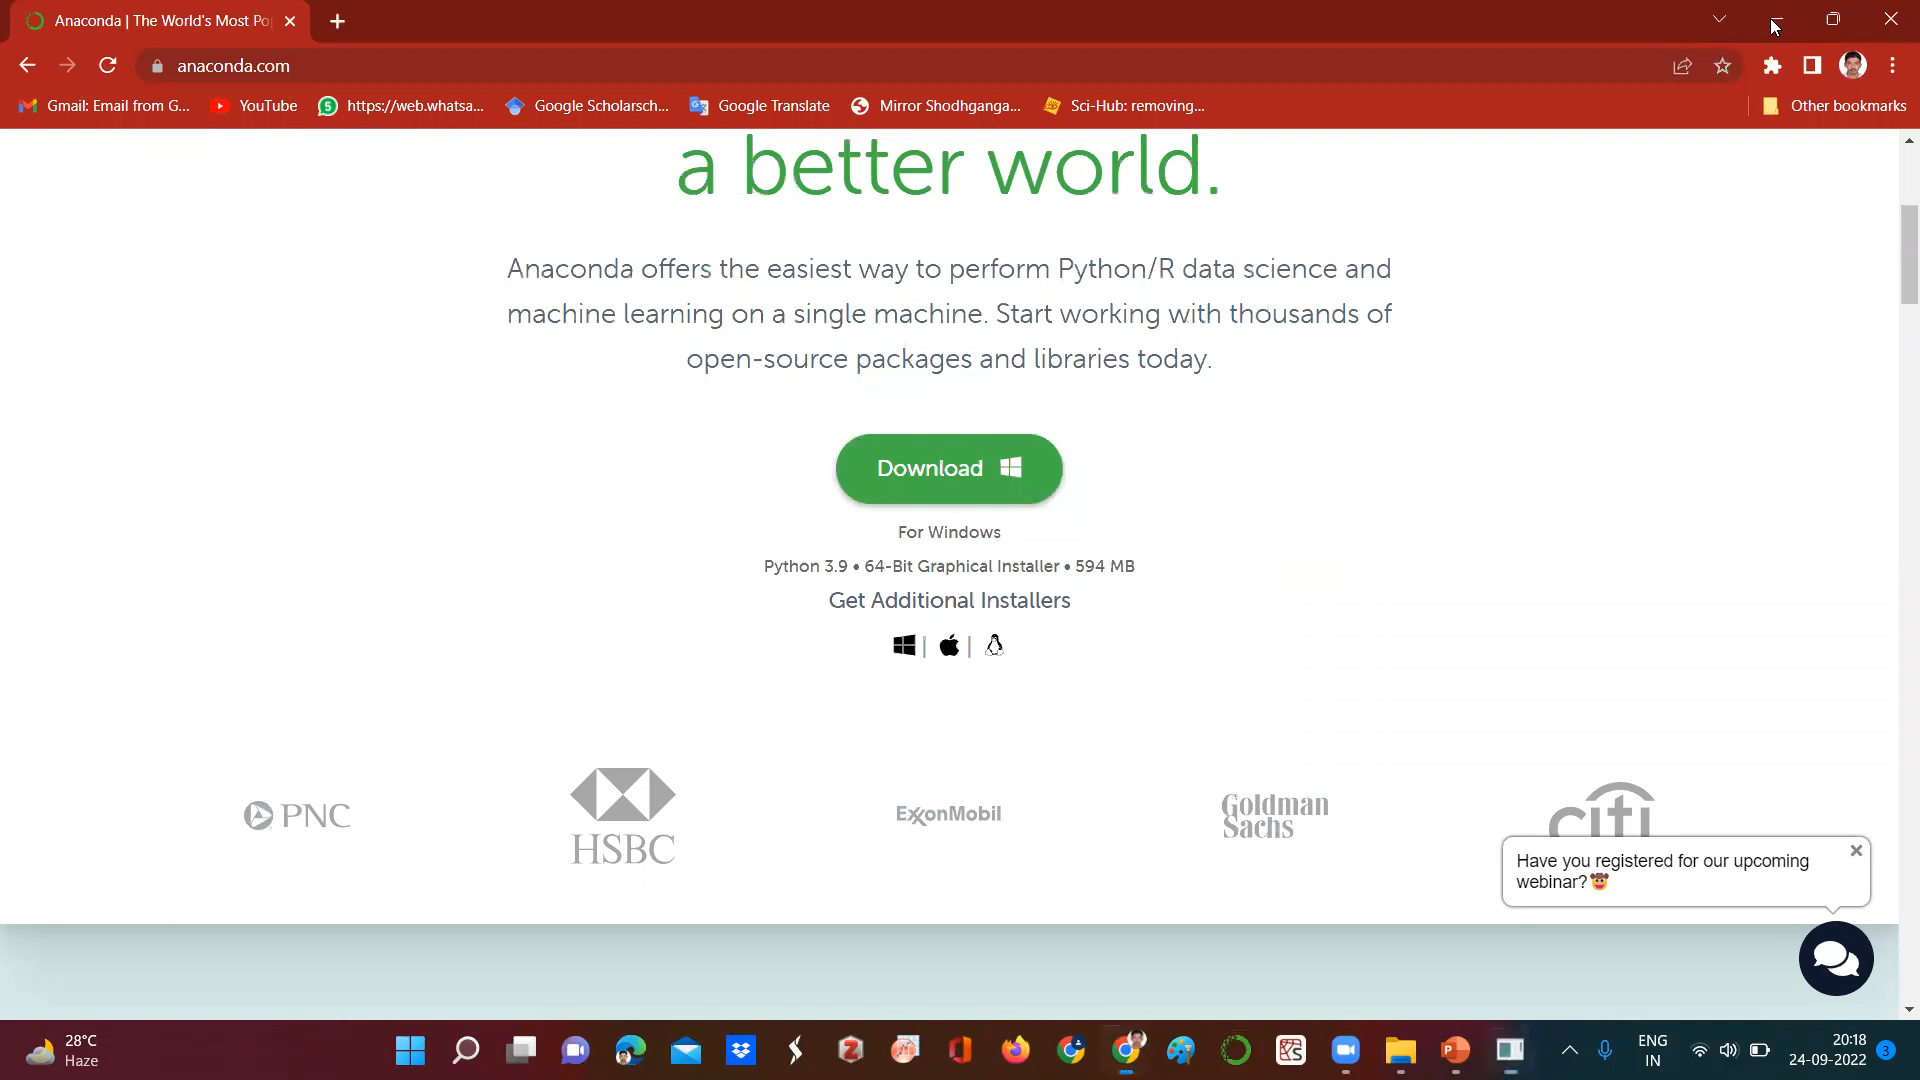 Anaconda | The World's Most Po
anaconda.com
Gmail: Email from G...
YouTube
https://web.whatsa...
Google Scholarsch...
Google Translate
Mirror Shodhganga...
Sci-Hub: removing...
Other bookmarks
a better world.
Anaconda offers the easiest way to perform Python/R data science and
machine learning on a single machine. Start working with thousands of
open-source packages and libraries today.
Download
For Windows
Python 3.9 • 64-Bit Graphical Installer • 594 MB
Get Additional Installers
PNC
HSBC
ExxonMobil
Goldman
Sachs
citi
Have you registered for our upcoming
webinar?🤠
28°C
Haze
ENG
IN
20:18
24-09-2022
3